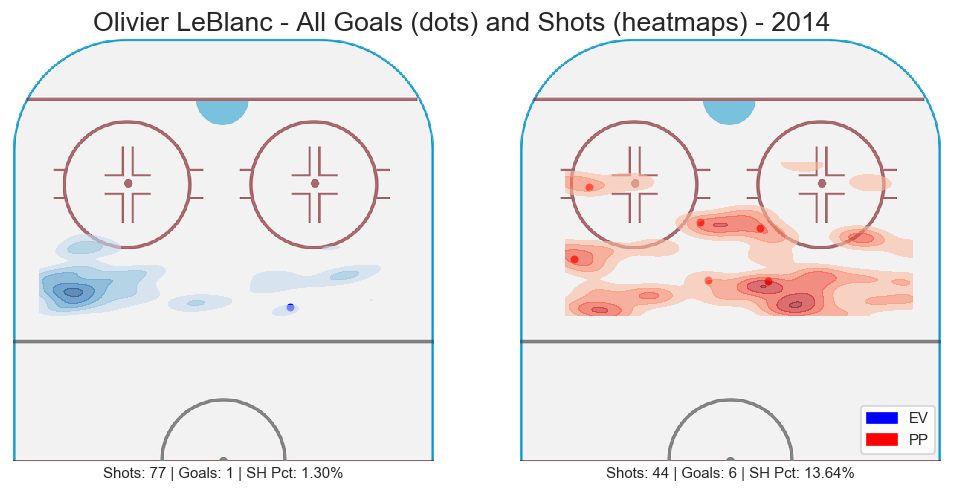 Olivier LeBlanc - All Goals (dots) and Shots (heatmaps) - 2014
EV
PP
Shots: 77 | Goals: 1 | SH Pct: 1.30%
Shots: 44 | Goals: 6 | SH Pct: 13.64%